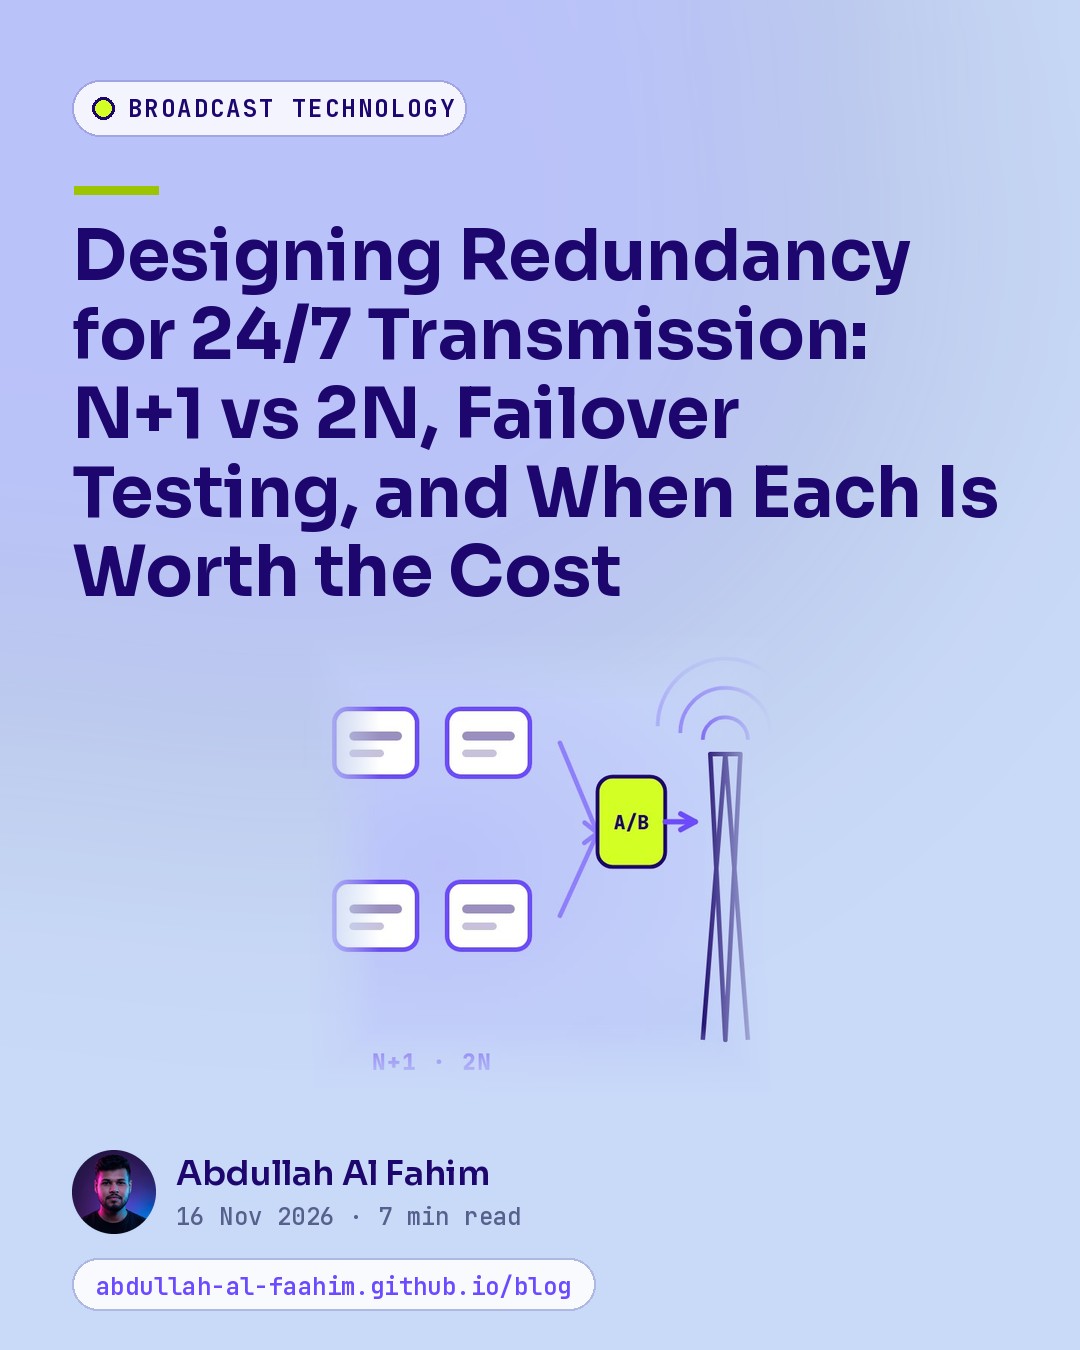 BROADCAST TECHNOLOGY
Designing Redundancy
for 24/7 Transmission:
N+1 vs 2N, Failover
Testing, and When Each Is
Worth the Cost
A/B
N+1 · 2N
Abdullah Al Fahim
16 Nov 2026 · 7 min read
abdullah-al-faahim.github.io/blog